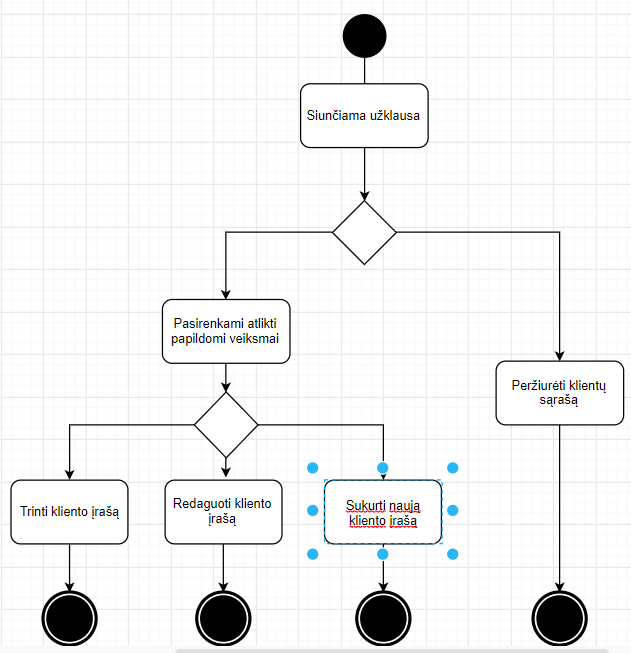 Siunčiama užklausa
Pasirenkami atlikti
papildomi veiksmai
Peržiurėti klientų
sąrašą
Trinti kliento įrašą
Redaguoti kliento
įrašą
Sukurti naują
kliento įrašą